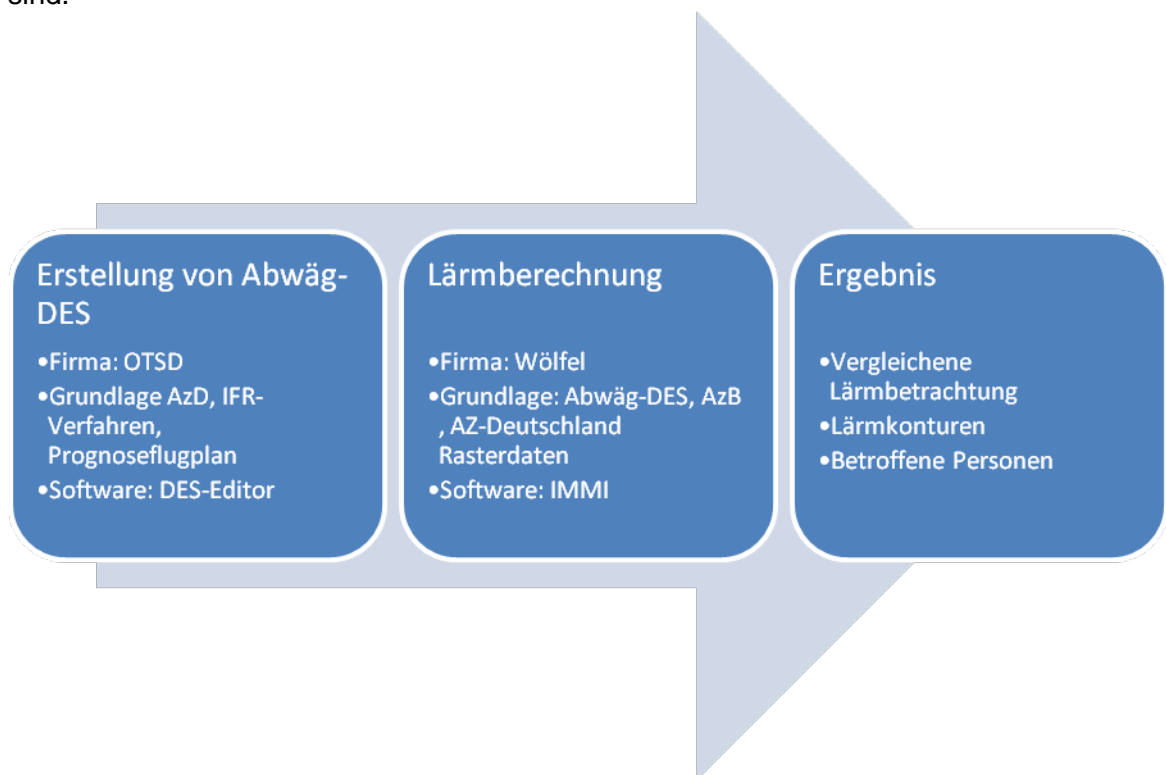 sind.
Erstellung von Abwäg-
DES
•Firma: OTSD
•Grundlage AzD, IFR-
Verfahren,
Prognoseflugplan
•Software: DES-Editor
Lärmberechnung
•Firma: Wölfel
•Grundlage: Abwäg-DES, AzB
, AZ-Deutschland
Rasterdaten
•Software: IMMI
Ergebnis
•Vergleichene
Lärmbetrachtung
•Lärmkonturen
•Betroffene Personen